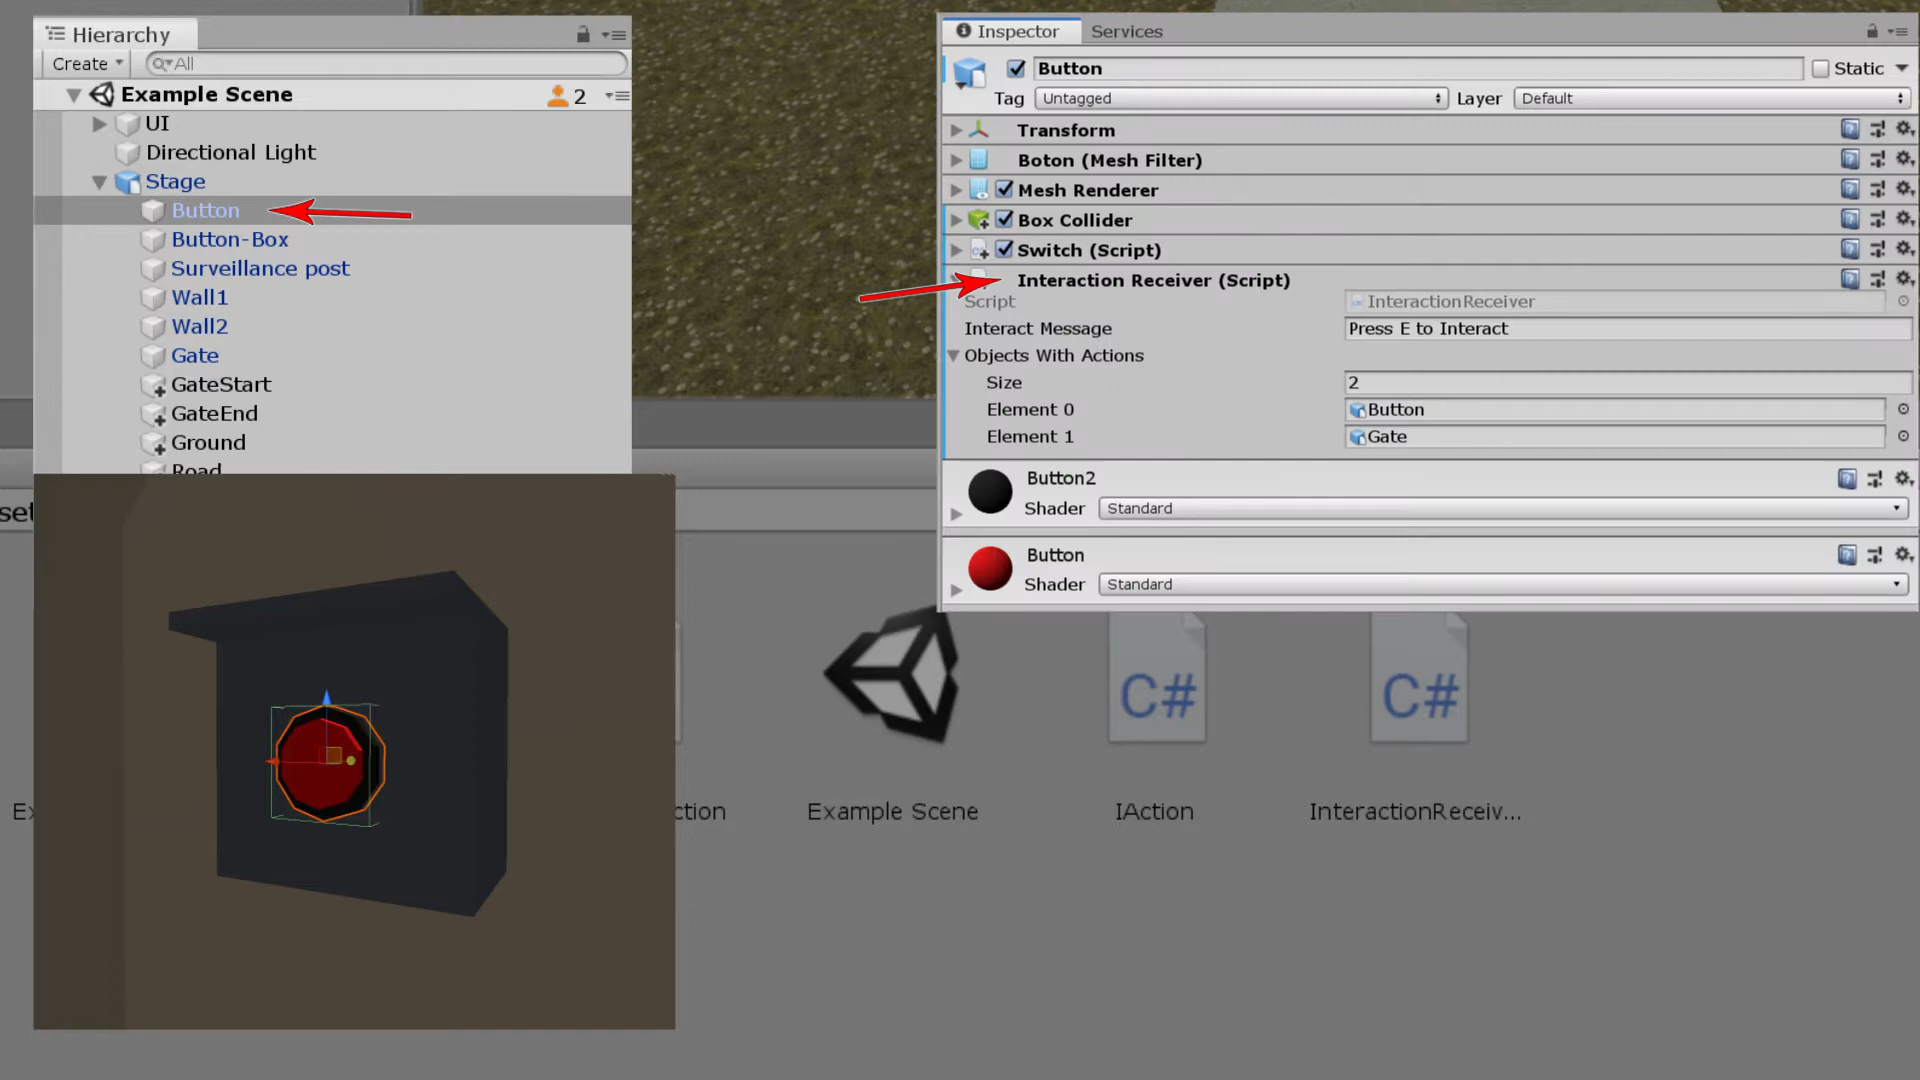 Hierarchy
Create
All
Example Scene
2
UI
Directional Light
Stage
Button
Button-Box
Surveillance post
Wall1
Wall2
Gate
GateStart
GateEnd
Ground
Road
Inspector
Services
Button
Static
Tag
Untagged
Layer
Default
Transform
Boton (Mesh Filter)
Mesh Renderer
Box Collider
Switch (Script)
Interaction Receiver (Script)
Script
InteractionReceiver
Interact Message
Press E to Interact
Objects With Actions
Size
2
Element 0
Button
Element 1
Gate
Button2
Shader
Standard
Button
Shader
Standard
set
C#
C#
Ex
ction
Example Scene
IAction
InteractionReceiv...